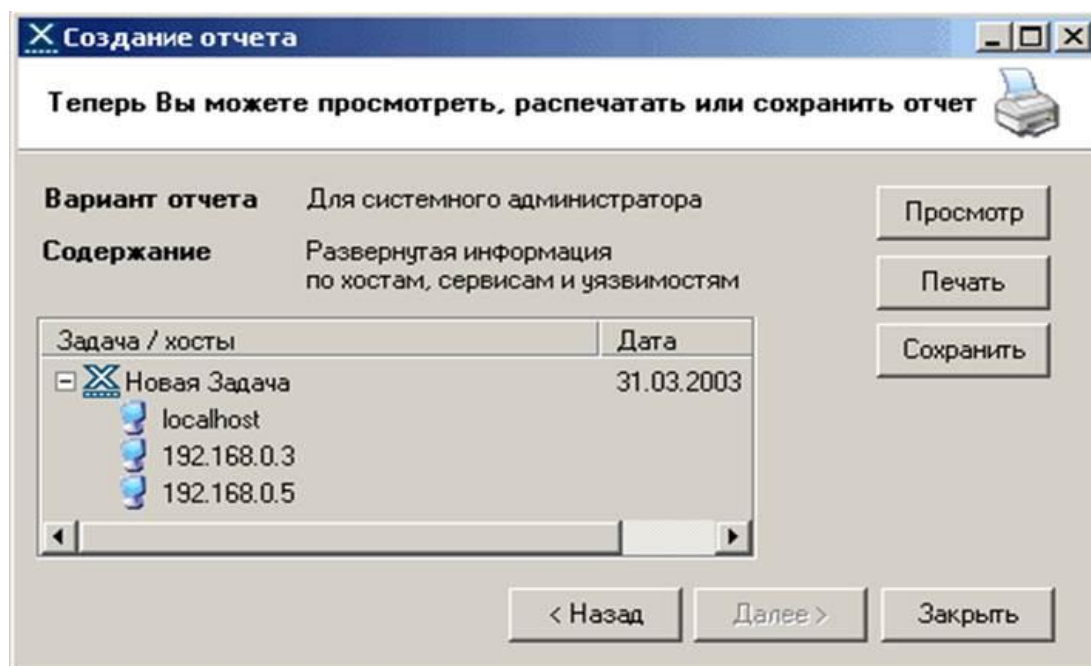 Создание отчета
Теперь Вы можете просмотреть, распечатать или сохранить отчет
Вариант отчета Для системного администратора
Содержание Развернутая информация
по хостам, сервисам и уязвимостям
Просмотр
Печать
Сохранить
Задача / хосты Дата
Новая Задача 31.03.2003
localhost
192.168.0.3
192.168.0.5
< Назад Далее > Закрыть